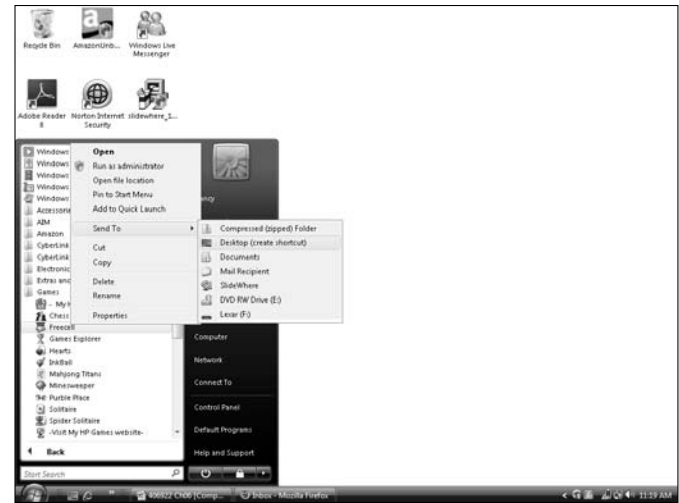 Recycle Bin
AmazonUnb...
Windows Live
Messenger
Adobe Reader
8
Norton Internet
Security
slidewhere_1...
Windows
Windows
Windows
Windows
Windows
Accessorie
AIM
Amazon
CyberLink
CyberLink
Electronic
Extras and
Games
- My H
Chess
Freecell
Games Explorer
Hearts
InkBall
Mahjong Titans
Minesweeper
Purble Place
Solitaire
Spider Solitaire
-Visit My HP Games website-
Back
Start Search
Open
Run as administrator
Open file location
Pin to Start Menu
Add to Quick Launch
Send To
Cut
Copy
Delete
Rename
Properties
Compressed (zipped) Folder
Desktop (create shortcut)
Documents
Mail Recipient
SlideWhere
DVD RW Drive (E:)
Lexar (F:)
ancy
Computer
Network
Connect To
Control Panel
Default Programs
Help and Support
406922 Ch06 [Comp...
Inbox - Mozilla Firefox
11:19 AM